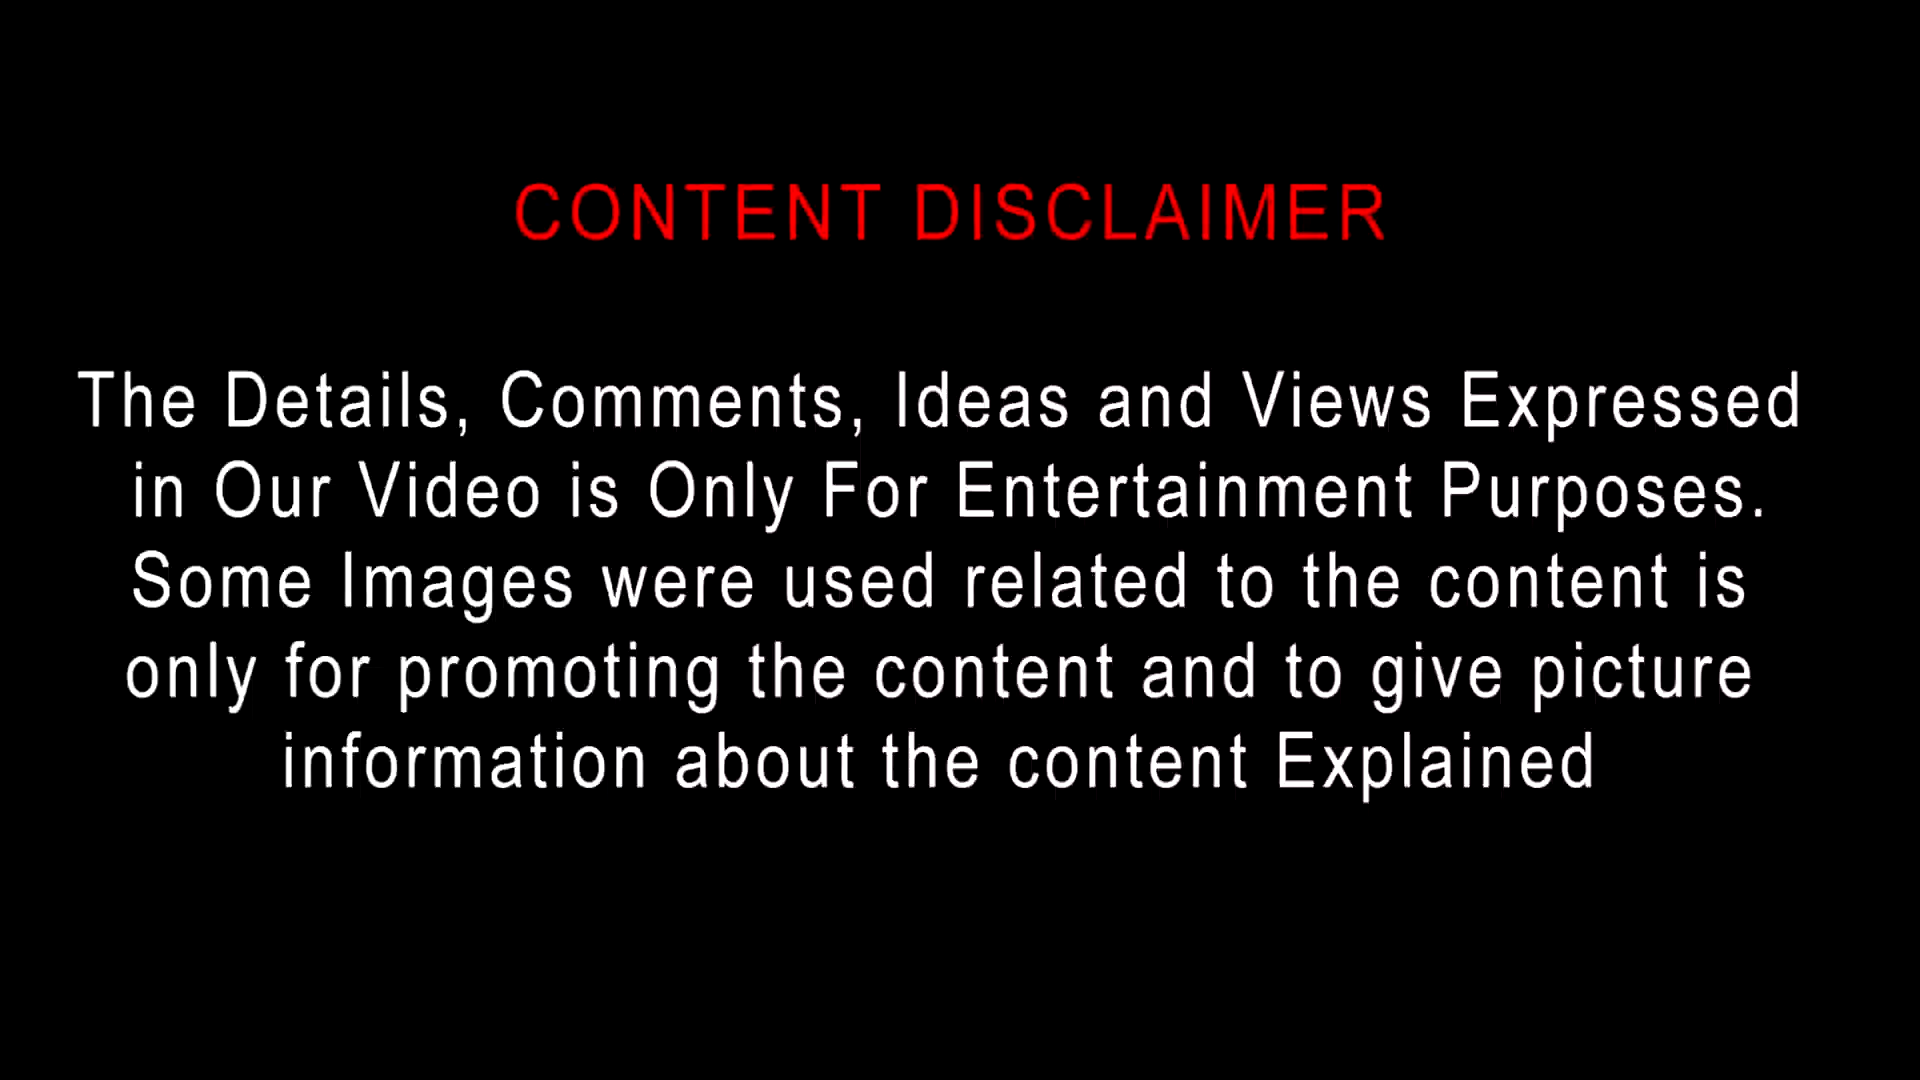 CONTENT DISCLAIMER
The Details, Comments, Ideas and Views Expressed
in Our Video is Only For Entertainment Purposes.
Some Images were used related to the content is
only for promoting the content and to give picture
information about the content Explained